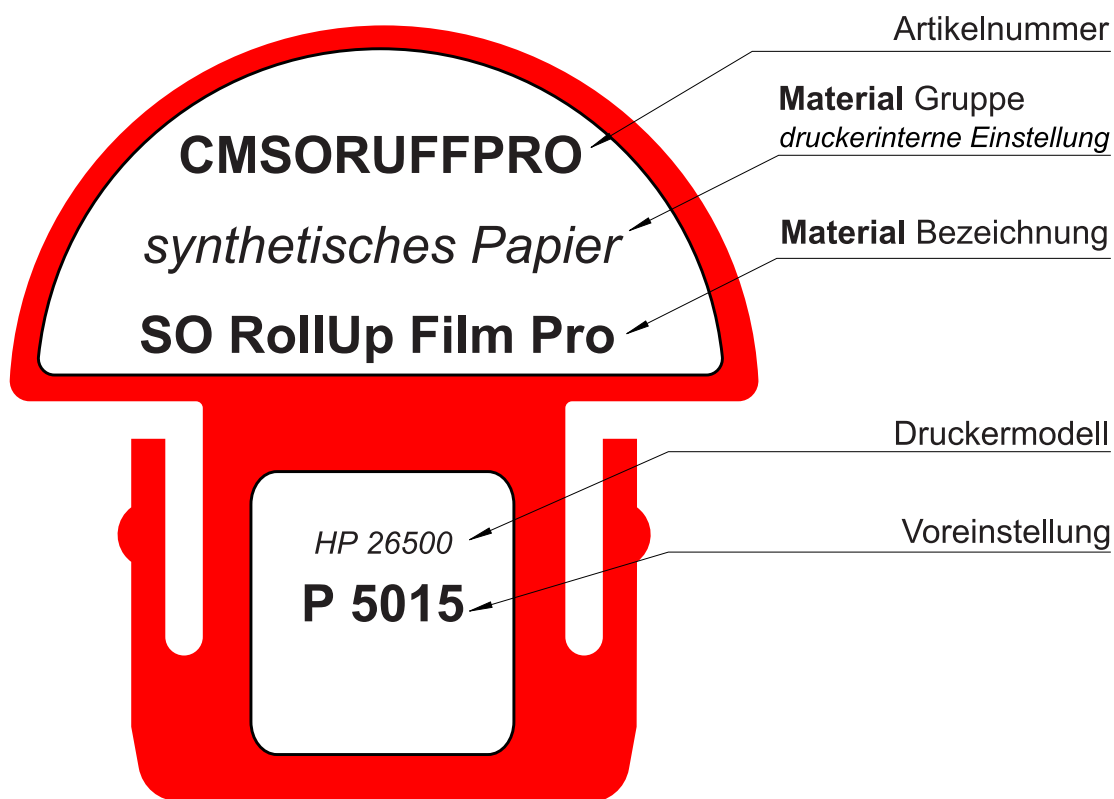 Artikelnummer
Material Gruppe
druckerinterne Einstellung
CMSORUFFPRO
synthetisches Papier
Material Bezeichnung
SO RollUp Film Pro
Druckermodell
HP 26500
Voreinstellung
P 5015